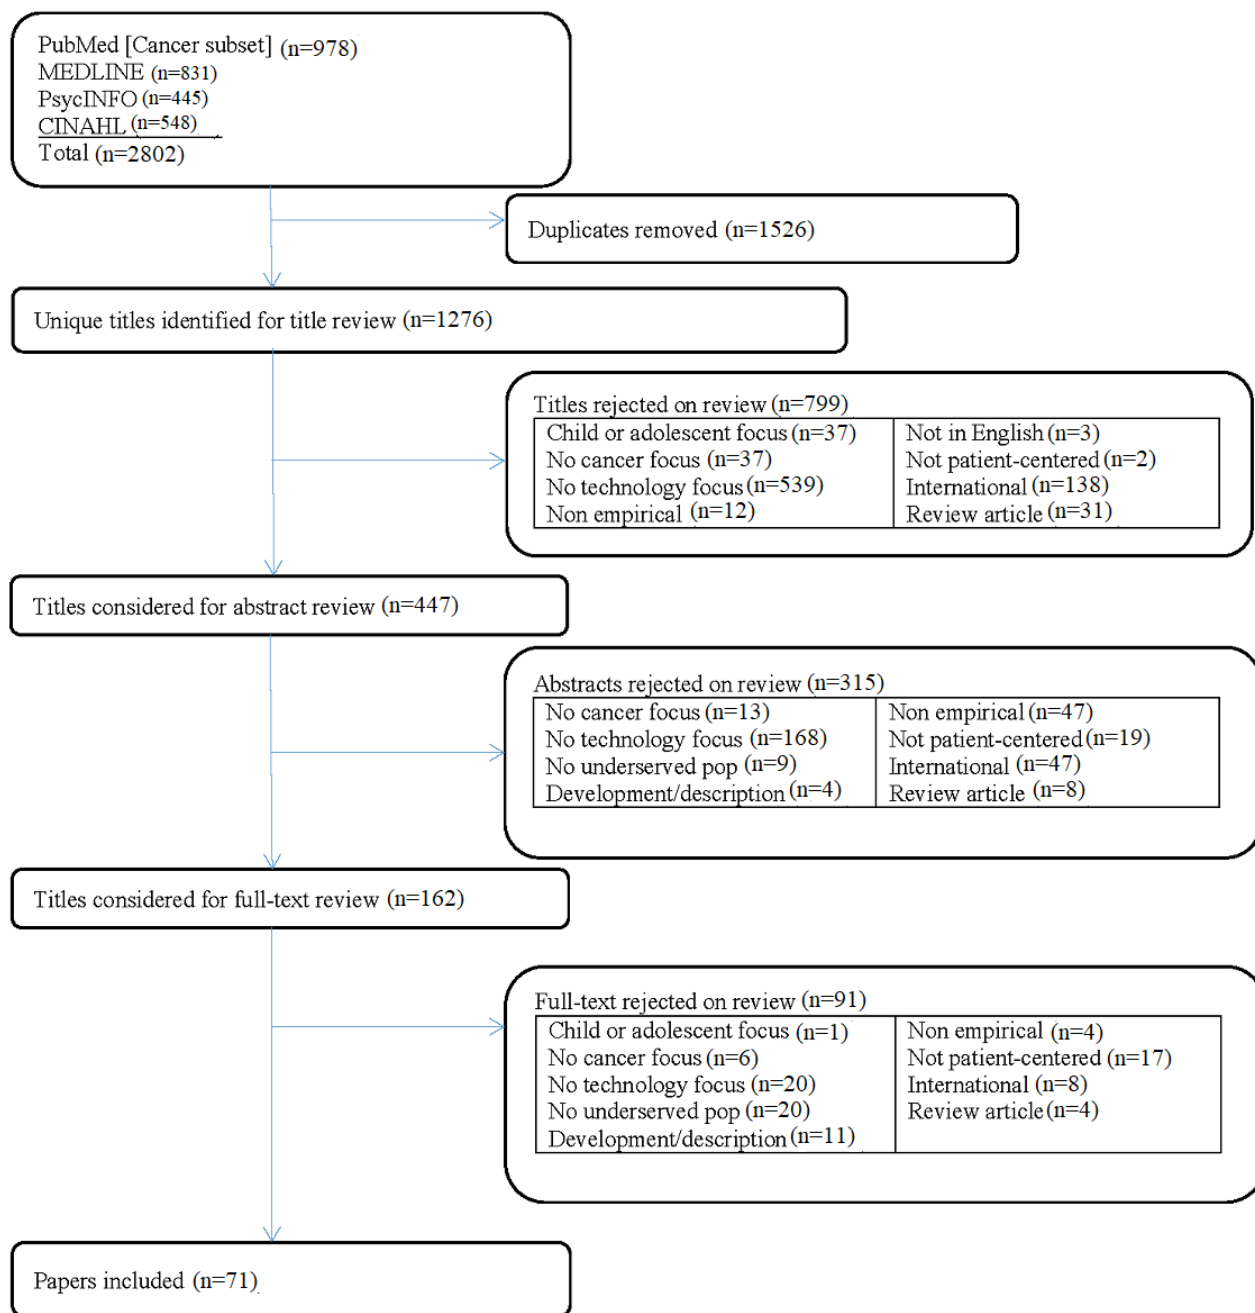 PubMed [Cancer subset] (n=978)
MEDLINE (n=831)
PsycINFO (n=445)
CINAHL (n=548)
Total (n=2802)
Duplicates removed (n=1526)
Unique titles identified for title review (n=1276)
Titles rejected on review (n=799)
Child or adolescent focus (n=37)
No cancer focus (n=37)
No technology focus (n=539)
Non empirical (n=12)
Not in English (n=3)
Not patient-centered (n=2)
International (n=138)
Review article (n=31)
Titles considered for abstract review (n=447)
Abstracts rejected on review (n=315)
No cancer focus (n=13)
No technology focus (n=168)
No underserved pop (n=9)
Development/description (n=4)
Non empirical (n=47)
Not patient-centered (n=19)
International (n=47)
Review article (n=8)
Titles considered for full-text review (n=162)
Full-text rejected on review (n=91)
Child or adolescent focus (n=1)
No cancer focus (n=6)
No technology focus (n=20)
No underserved pop (n=20)
Development/description (n=11)
Non empirical (n=4)
Not patient-centered (n=17)
International (n=8)
Review article (n=4)
Papers included (n=71)